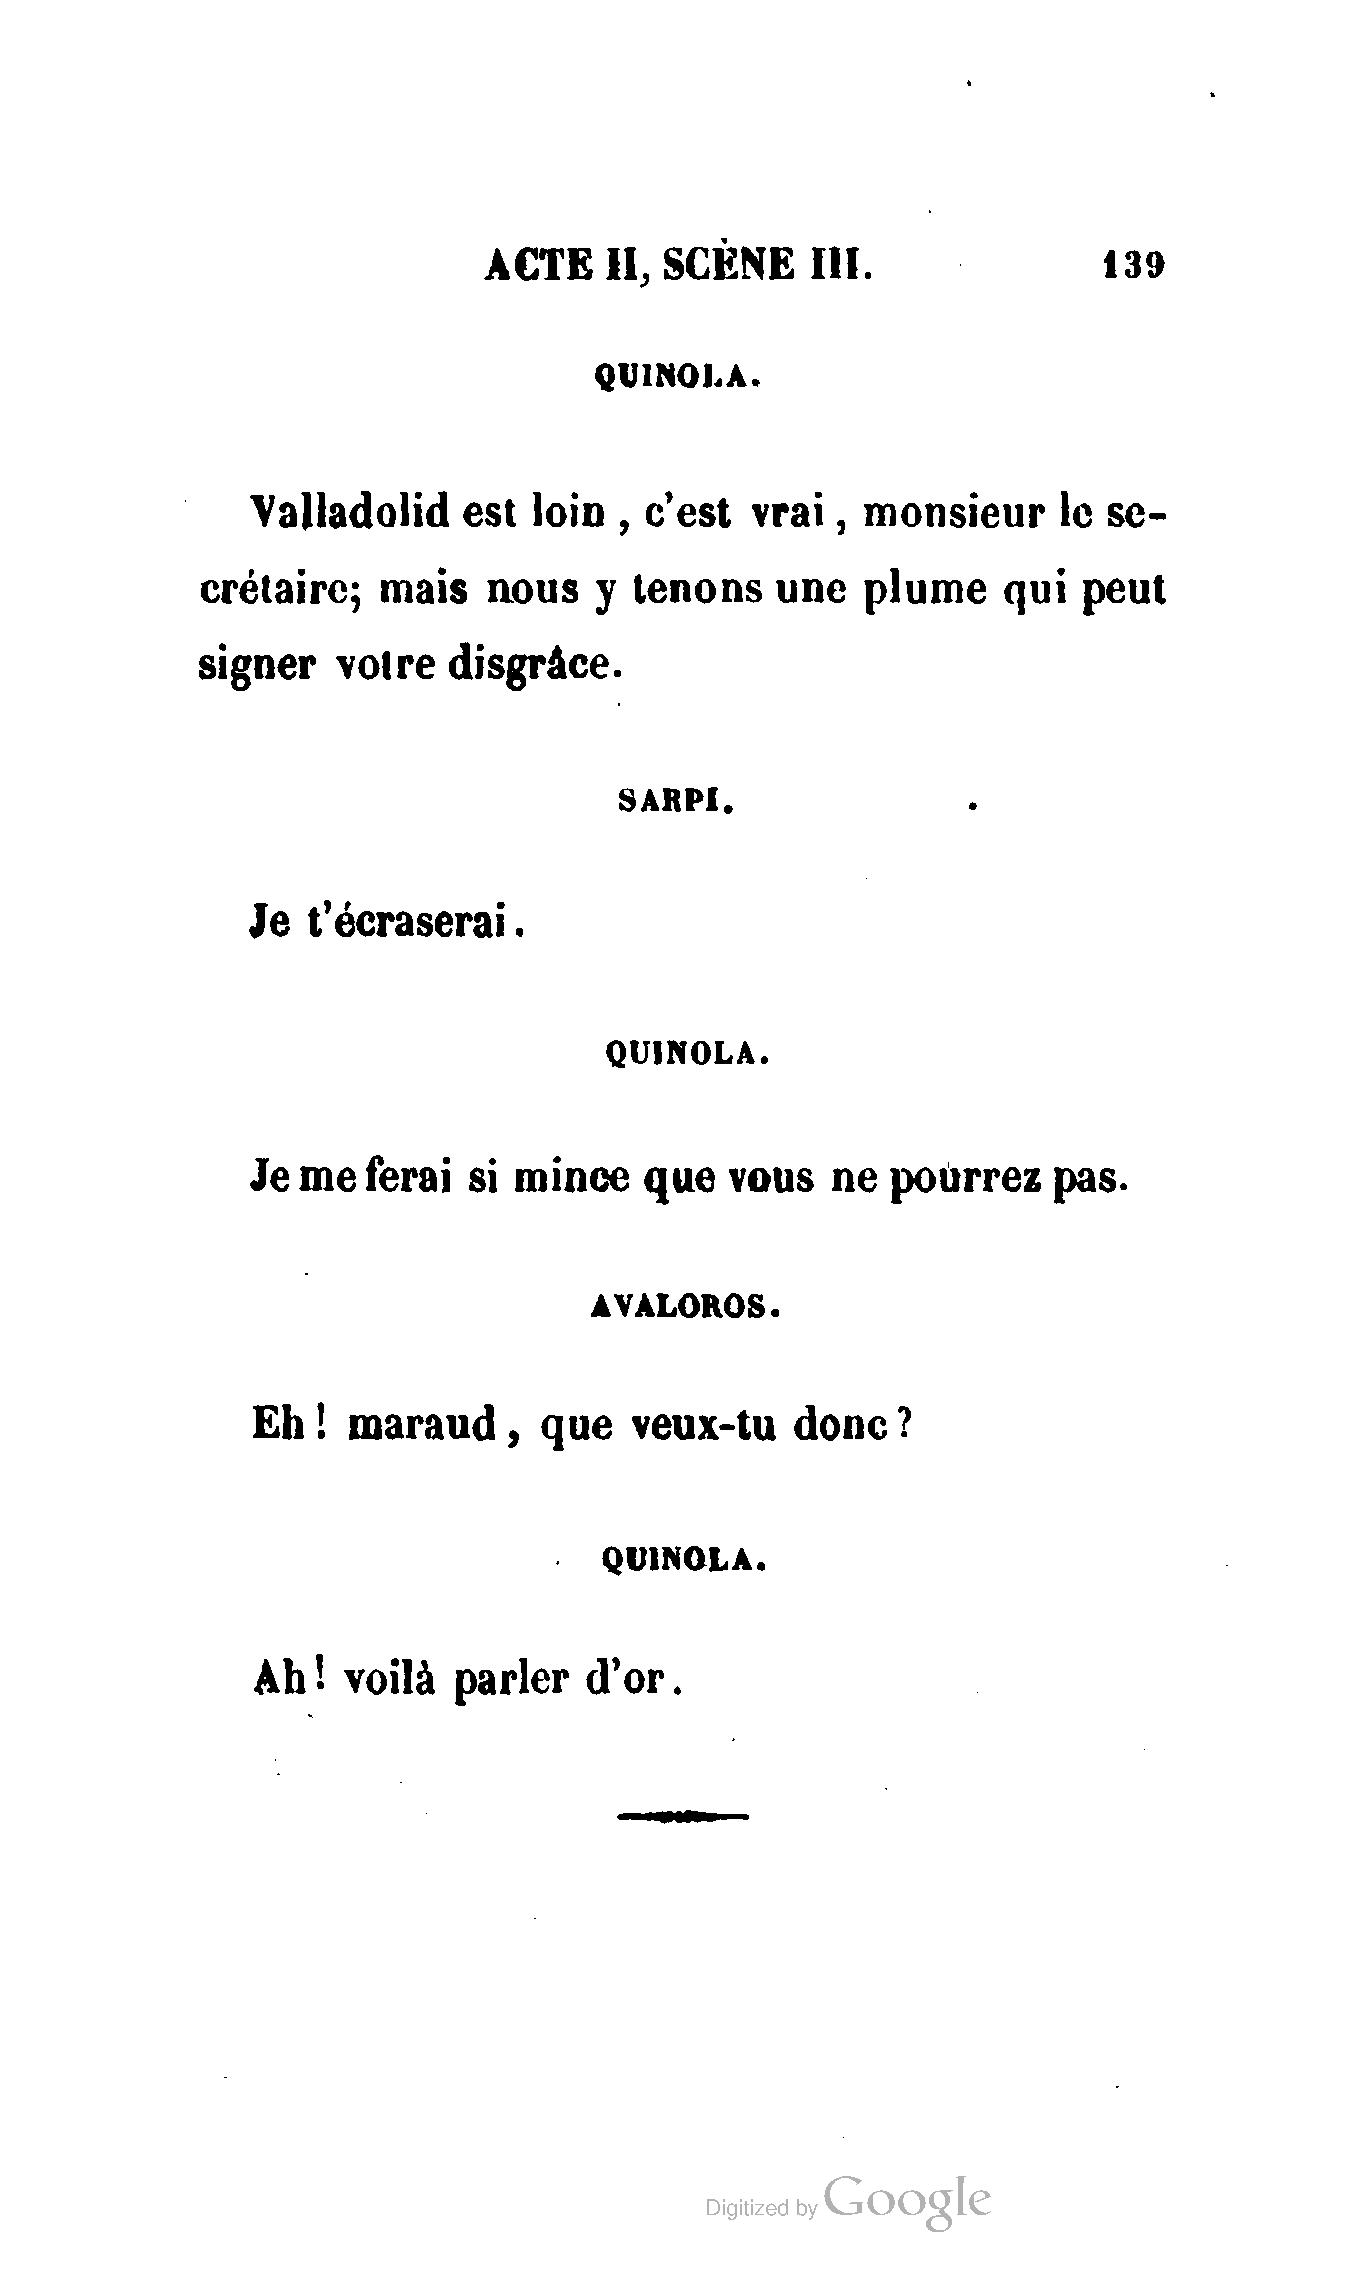 ACTE II, SCÈNE III. 139
QUINOLA.
Valladolid est loin, c'est vrai, monsieur le se-
crétaire; mais nous y tenons une plume qui peut
signer votre disgrâce.
SARPI.
Je t'écraserai.
QUINOLA.
Je me ferai si mince que vous ne pourrez pas.
AVALOROS.
Eh! maraud, que veux-tu donc?
QUINOLA.
Ah! voilà parler d'or.
Digitized by Google